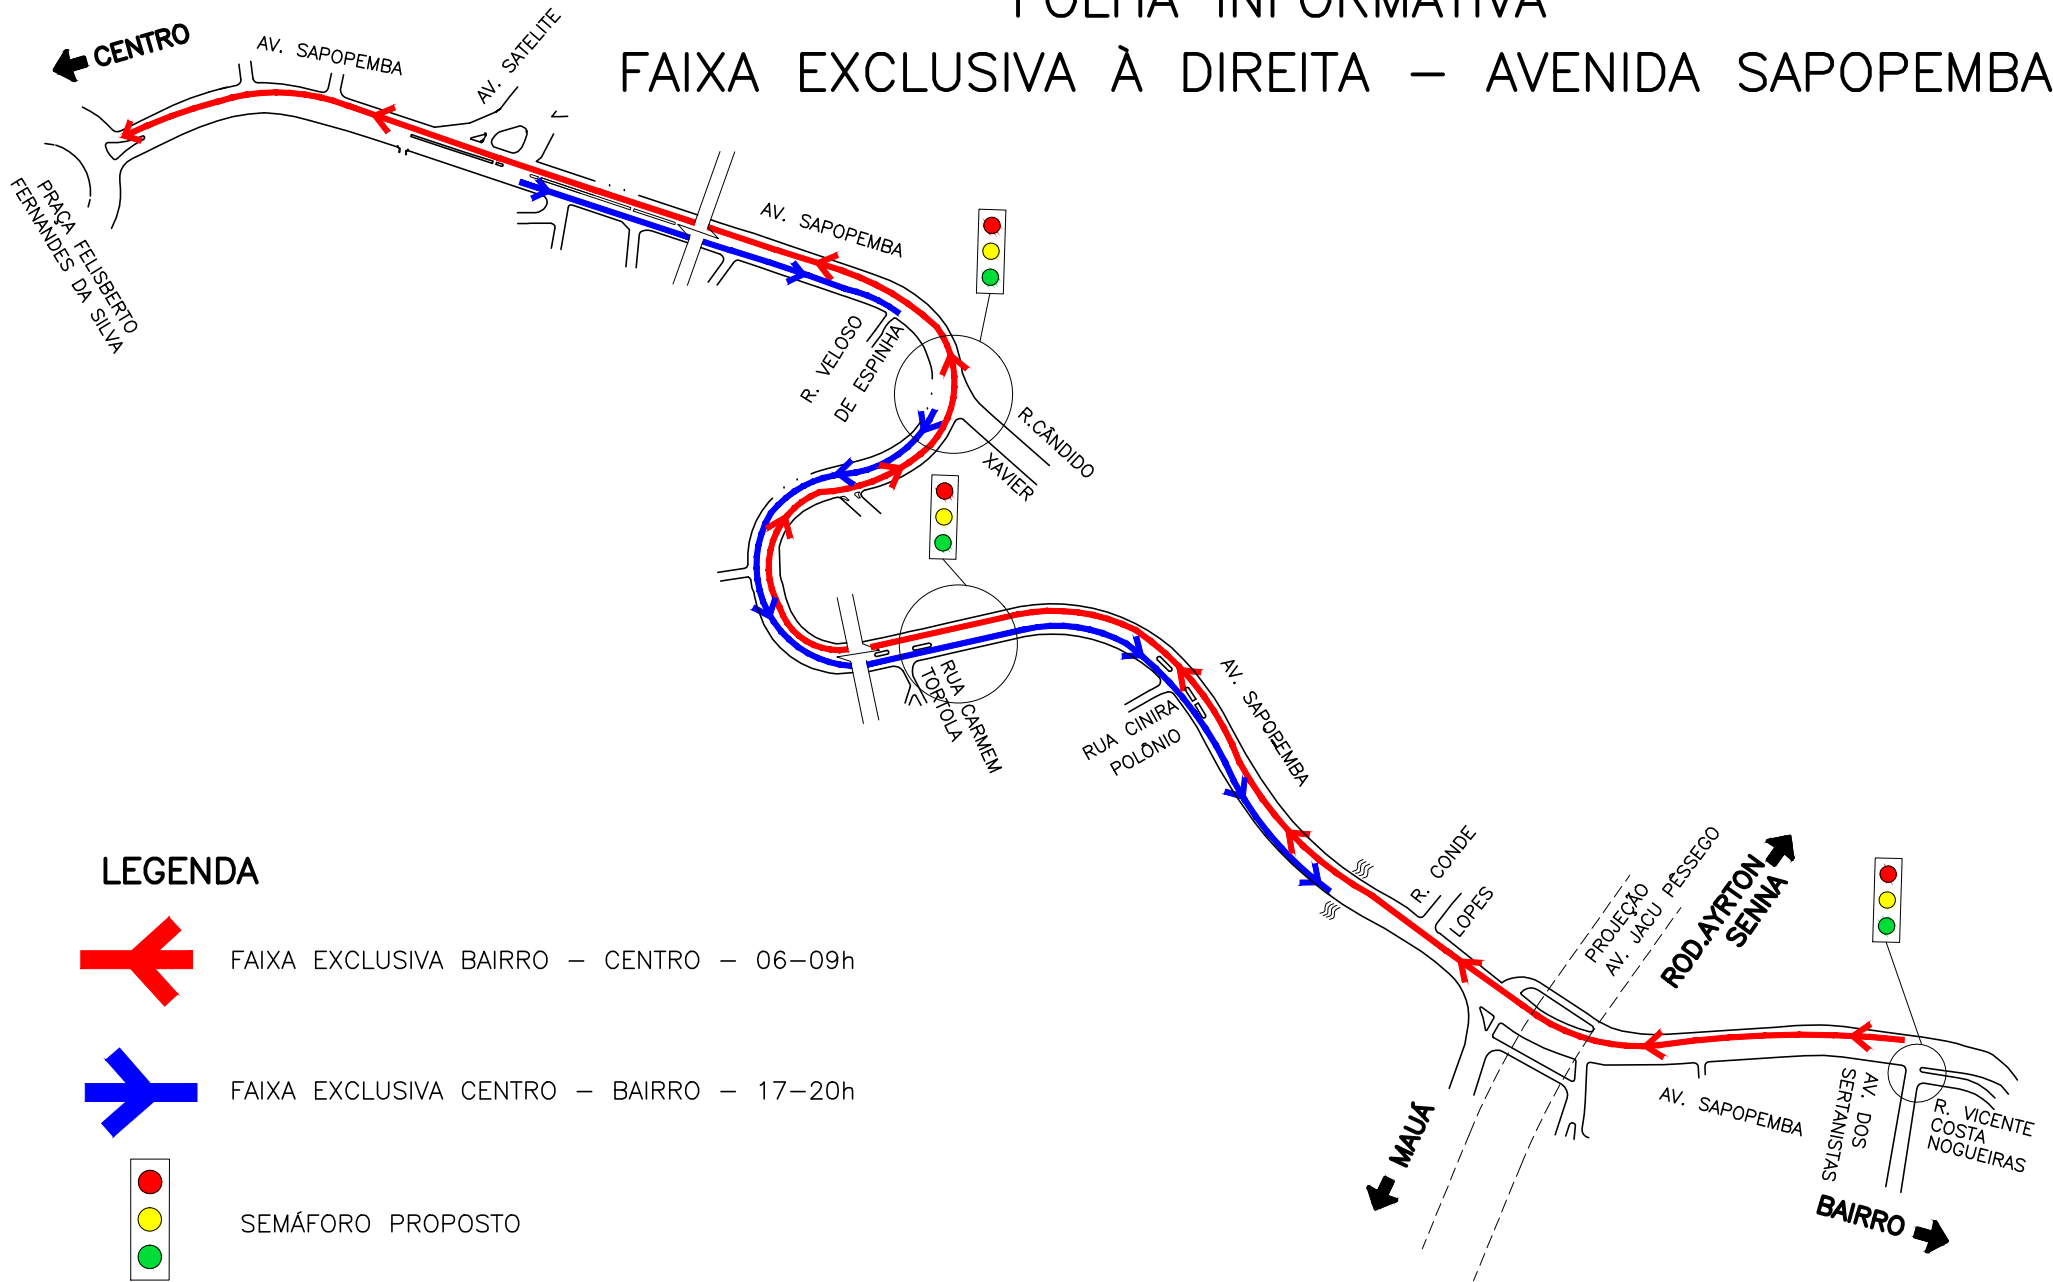 FOLHA INFORMATIVA
FAIXA EXCLUSIVA À DIREITA – AVENIDA SAPOPEMBA
CENTRO
AV. SAPOPEMBA
AV. SATELITE
PRAÇA FELISBERTO
FERNANDES DA SILVA
AV. SAPOPEMBA
R. VELOSO
DE ESPINHA
R.CÂNDIDO
XAVIER
RUA CARMEM
TORTOLA
RUA CINIRA
POLÔNIO
AV. SAPOPEMBA
R. CONDE
LOPES
PROJEÇÃO
AV. JACU PÊSSEGO
ROD.AYRTON
SENNA
MAUÁ
AV. SAPOPEMBA
AV. DOS
SERTANISTAS
R. VICENTE
COSTA
NOGUEIRAS
BAIRRO
LEGENDA
FAIXA EXCLUSIVA BAIRRO – CENTRO – 06–09h
FAIXA EXCLUSIVA CENTRO – BAIRRO – 17–20h
SEMÁFORO PROPOSTO